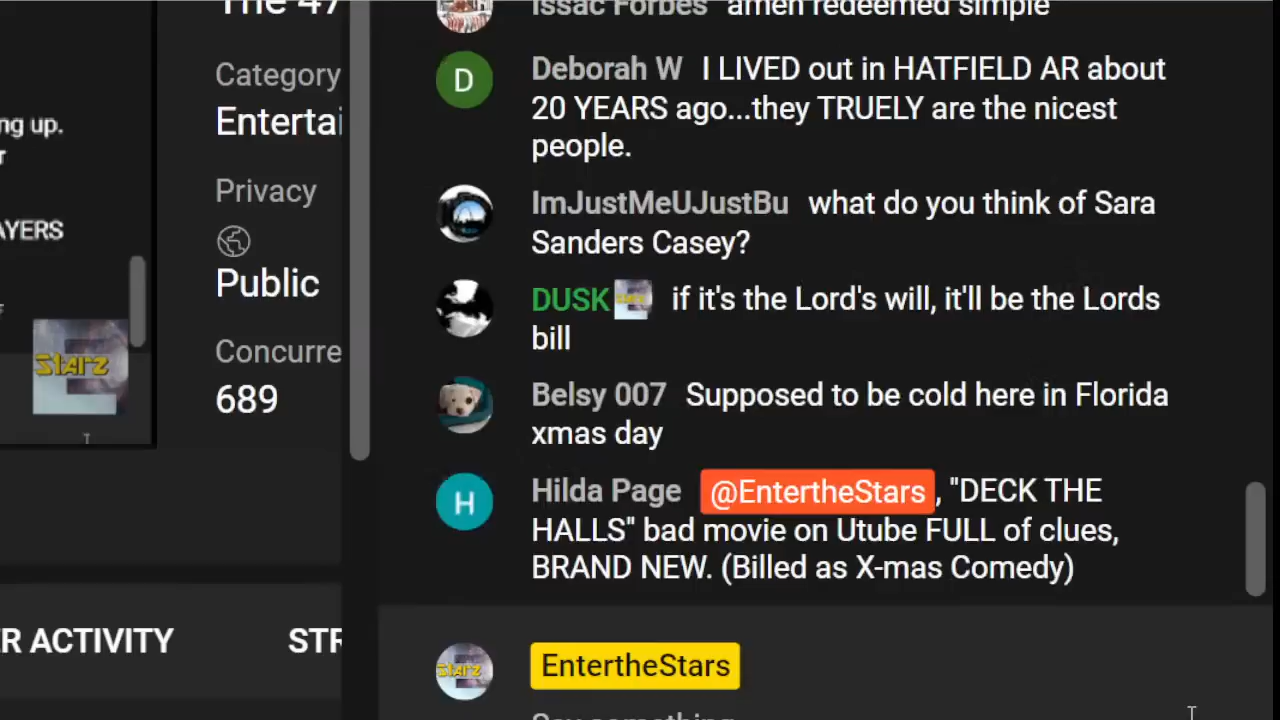 The 47
Issac Forbes amen redeemed simple
Category
Deborah W I LIVED out in HATFIELD AR about
Entertai
20 YEARS ago...they TRUELY are the nicest
ng up.
people.
r
Privacy
ImJustMeUJustBu what do you think of Sara
AYERS
Sanders Casey?
Public
DUSK if it's the Lord's will, it'll be the Lords
bill
Starz
Concurre
689
Belsy 007 Supposed to be cold here in Florida
xmas day
D
H
Hilda Page @EntertheStars, "DECK THE
HALLS" bad movie on Utube FULL of clues,
BRAND NEW. (Billed as X-mas Comedy)
R ACTIVITY
STR
EntertheStars